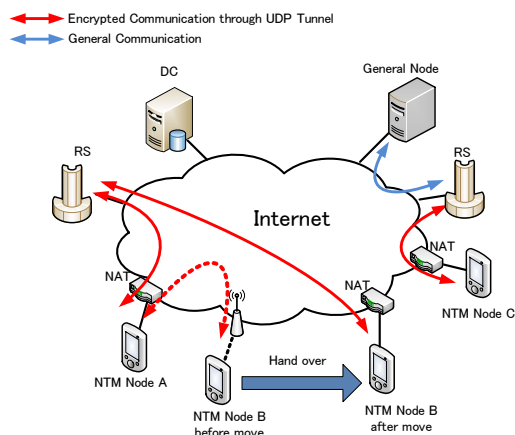 Encrypted Communication through UDP Tunnel
General Communication
DC
General Node
RS
RS
Internet
NAT
NAT
NAT
NTM Node C
NTM Node A
Hand over
NTM Node B
before move
NTM Node B
after move